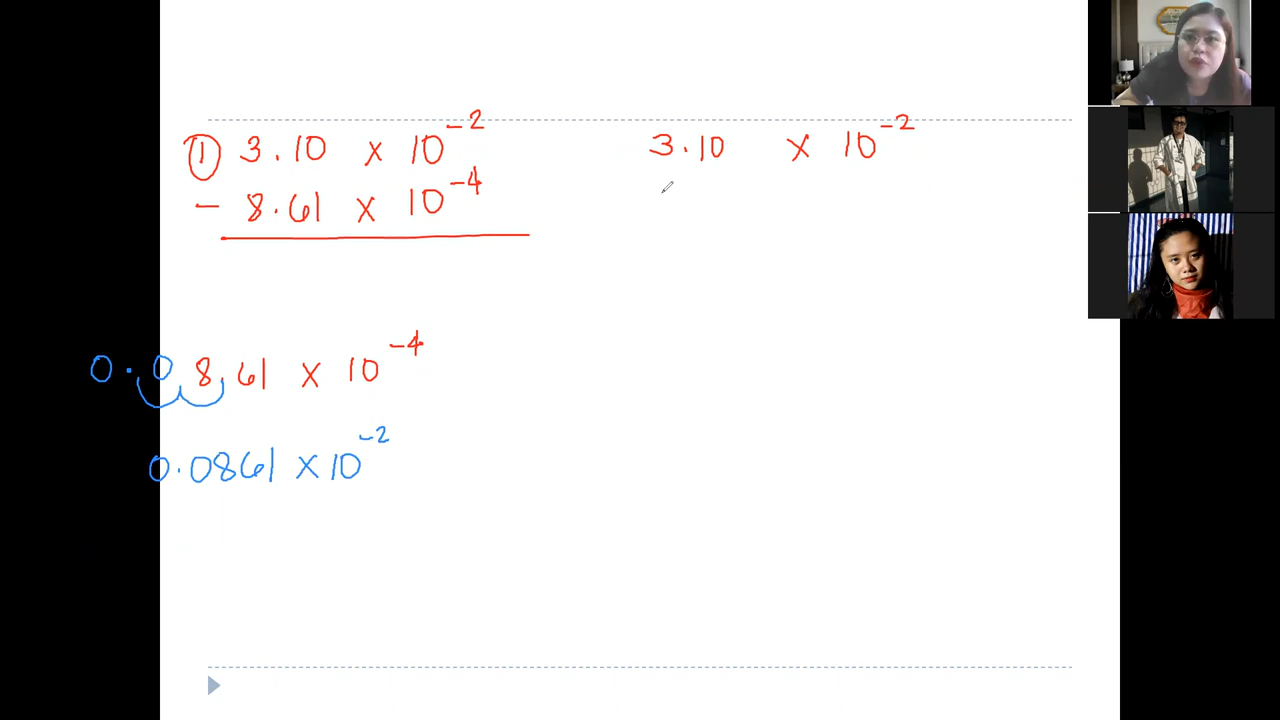 ① 3.10 x 10⁻²
- 8.61 x 10⁻⁴
3.10 x 10⁻²
0.08.61 x 10⁻⁴
0.0861 x 10⁻²